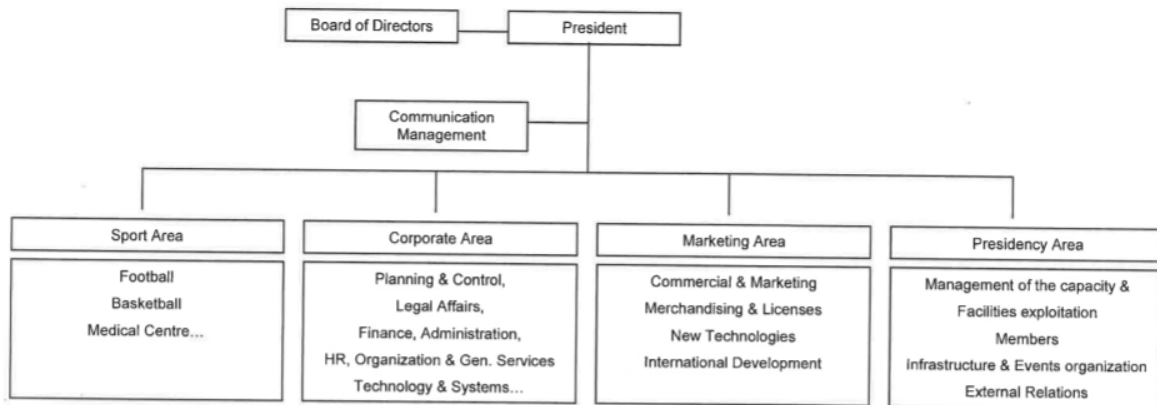 Board of Directors
President
Communication
Management
Sport Area
Football
Basketball
Medical Centre...
Corporate Area
Planning & Control,
Legal Affairs,
Finance, Administration,
HR, Organization & Gen. Services
Technology & Systems...
Marketing Area
Commercial & Marketing
Merchandising & Licenses
New Technologies
International Development
Presidency Area
Management of the capacity &
Facilities exploitation
Members
Infrastructure & Events organization
External Relations